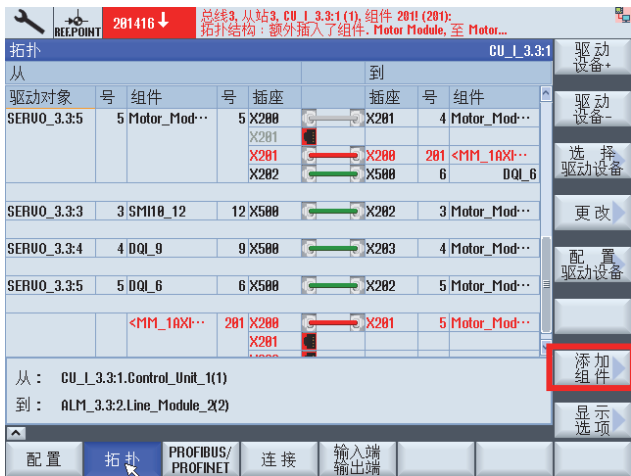 REF.POINT
201416
总线3, 从站3, CU_I_3.3:1 (1), 组件 201! (201):
拓扑结构：额外插入了组件. Motor Module, 至 Motor...
拓扑 CU_I_3.3:1
从 到
驱动对象 号 组件 号 插座 插座 号 组件
SERVO_3.3:5 5 Motor_Mod… 5 X200 X201 4 Motor_Mod…
X201
X201 X200 201 <MM_1AXI…
X202 X500 6 DQI_6
SERVO_3.3:3 3 SMI10_12 12 X500 X202 3 Motor_Mod…
SERVO_3.3:4 4 DQI_9 9 X500 X203 4 Motor_Mod…
SERVO_3.3:5 5 DQI_6 6 X500 X202 5 Motor_Mod…
<MM_1AXI… 201 X200 X201 5 Motor_Mod…
X201
从： CU_I_3.3:1.Control_Unit_1(1)
到： ALM_3.3:2.Line_Module_2(2)
驱动
设备+
驱动
设备-
选择
驱动设备
更改
配置
驱动设备
添加
组件
显示
选项
配置
拓扑
PROFIBUS/
PROFINET
连接
输入端
输出端